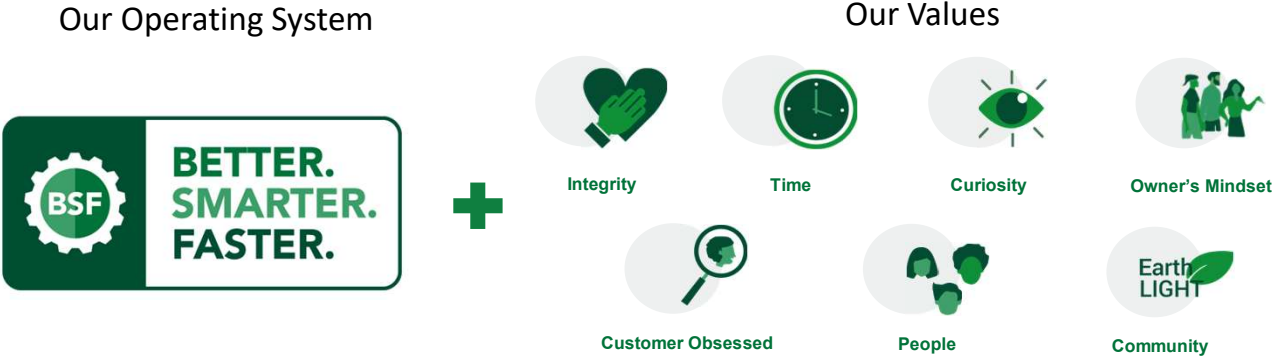 Our Operating System
Our Values
BSF
BETTER.
SMARTER.
FASTER.
Integrity
Time
Curiosity
Owner's Mindset
Customer Obsessed
People
Earth
LIGHT
Community